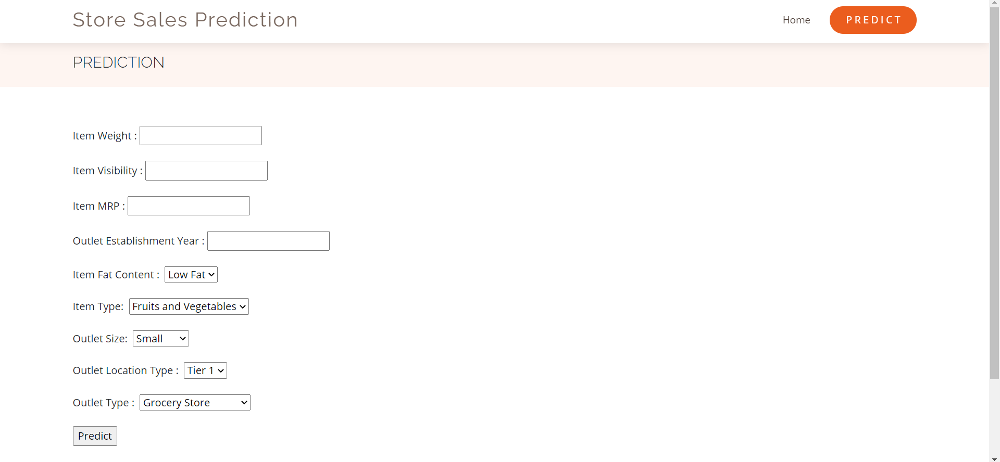 Store Sales Prediction
Home
PREDICT
PREDICTION
Item Weight :
Item Visibility :
Item MRP :
Outlet Establishment Year :
Item Fat Content : Low Fat
Item Type: Fruits and Vegetables
Outlet Size: Small
Outlet Location Type : Tier 1
Outlet Type : Grocery Store
Predict